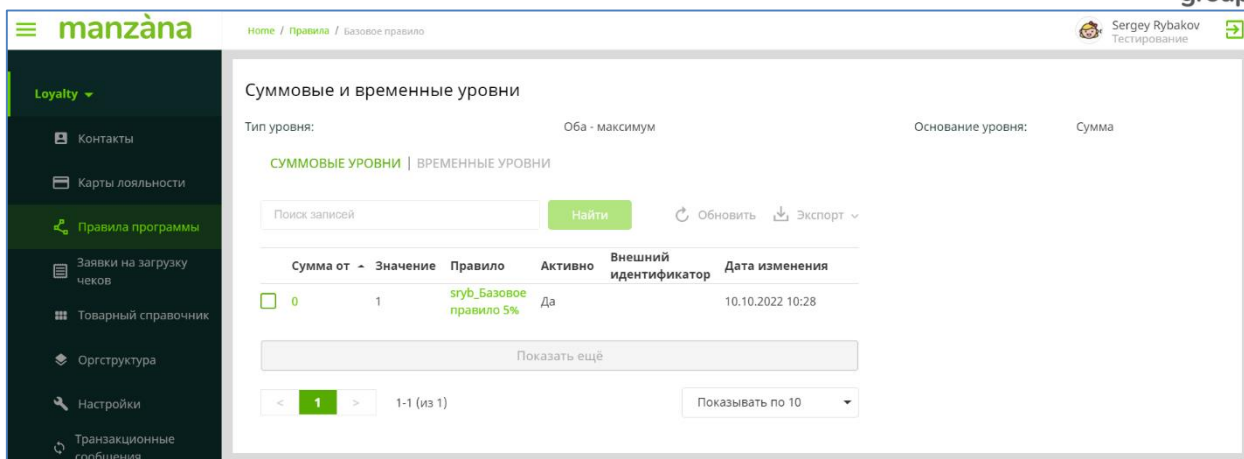 group
manzàna
Home / Правила / Базовое правило
Sergey Rybakov
Тестирование
Loyalty
Контакты
Карты лояльности
Правила программы
Заявки на загрузку
чеков
Товарный справочник
Оргструктура
Настройки
Транзакционные
сообщения
Суммовые и временные уровни
Тип уровня: Оба - максимум Основание уровня: Сумма
СУММОВЫЕ УРОВНИ | ВРЕМЕННЫЕ УРОВНИ
Поиск записей Найти Обновить Экспорт
Сумма от Значение Правило Активно Внешний идентификатор Дата изменения
0 1 sryb_Базовое правило 5% Да 10.10.2022 10:28
Показать ещё
< 1 > 1-1 (из 1) Показывать по 10